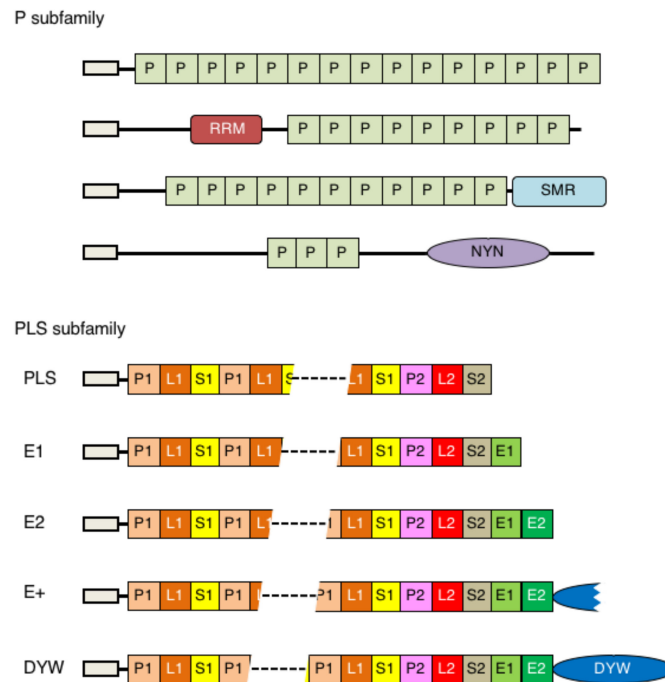 P subfamily
P P P P P P P P P P P P P P P
RRM P P P P P P P P P
P P P P P P P P P P P SMR
P P P NYN
PLS subfamily
PLS P1 L1 S1 P1 L1 S L1 S1 P2 L2 S2
E1 P1 L1 S1 P1 L1 L1 S1 P2 L2 S2 E1
E2 P1 L1 S1 P1 L1 L1 S1 P2 L2 S2 E1 E2
E+ P1 L1 S1 P1 P1 L1 S1 P2 L2 S2 E1 E2
DYW P1 L1 S1 P1 P1 L1 S1 P2 L2 S2 E1 E2 DYW